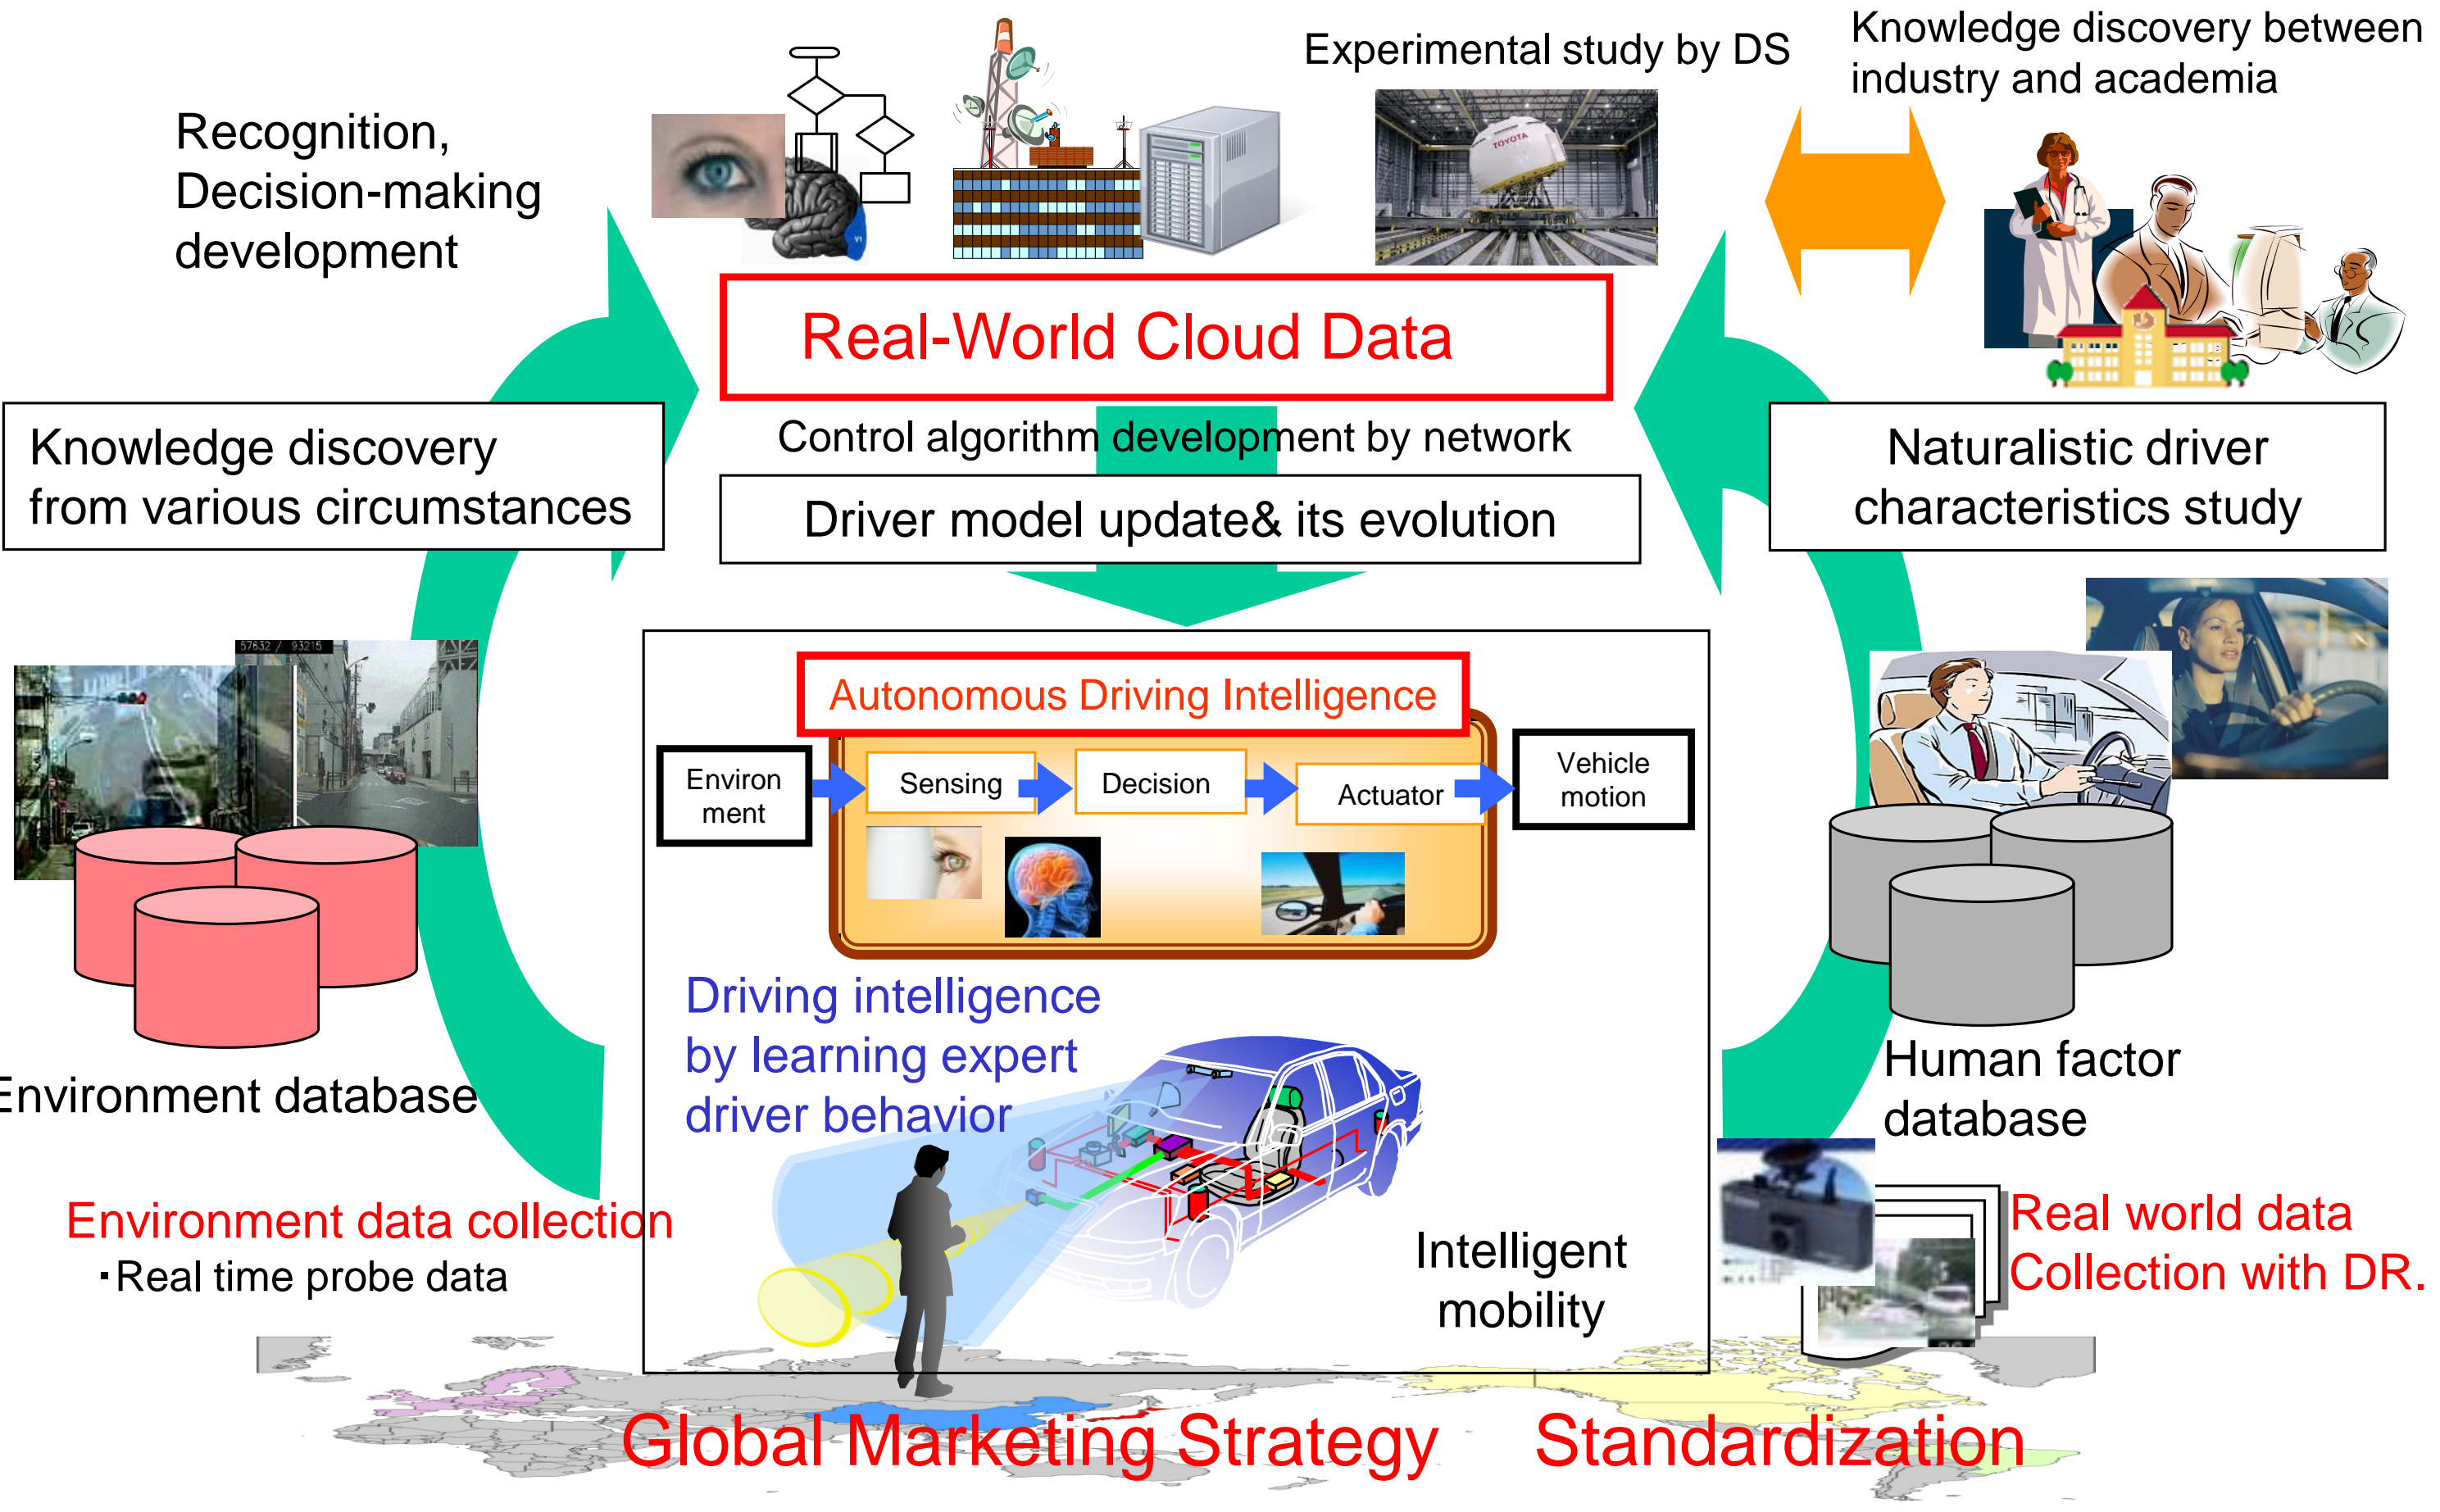 Experimental study by DS
Knowledge discovery between
industry and academia
Recognition,
Decision-making
development
TOYOTA
V1
Real-World Cloud Data
Control algorithm development by network
Driver model update& its evolution
Knowledge discovery
from various circumstances
Naturalistic driver
characteristics study
57632 / 93215
Autonomous Driving Intelligence
Environ
ment
Sensing
Decision
Actuator
Vehicle
motion
Driving intelligence
by learning expert
driver behavior
Intelligent
mobility
Environment database
Human factor
database
Environment data collection
・Real time probe data
Real world data
Collection with DR.
Global Marketing Strategy
Standardization